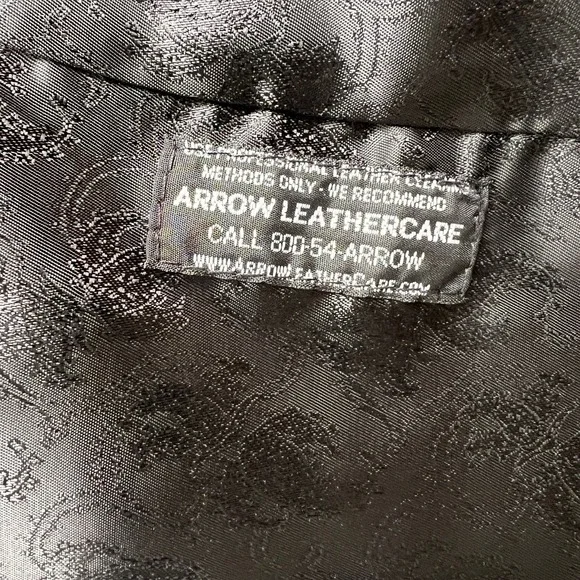 USE PROFESSIONAL LEATHER CLEANING
METHODS ONLY - WE RECOMMEND
ARROW LEATHERCARE
CALL 800-54-ARROW
WWW.ARROWLEATHERCARE.COM